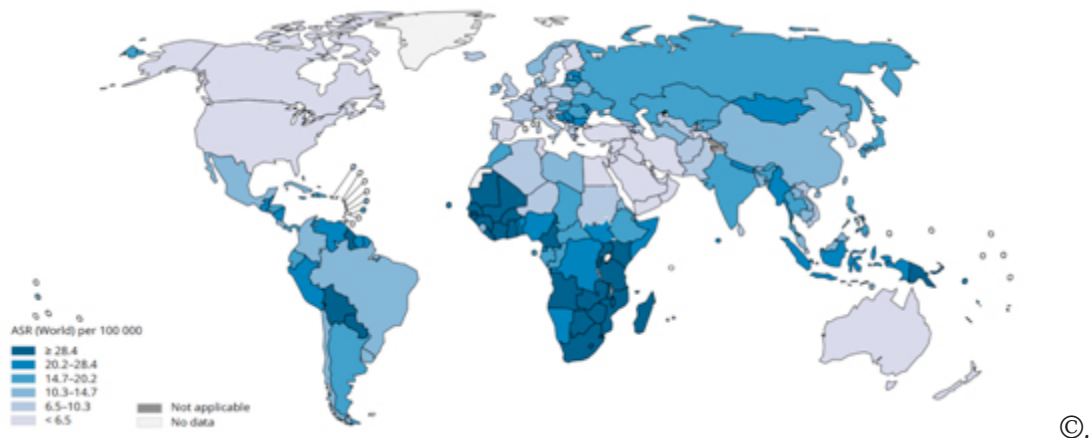 ASR (World) per 100 000
≥ 28.4
20.2–28.4
14.7–20.2
10.3–14.7
6.5–10.3
< 6.5
Not applicable
No data
©.